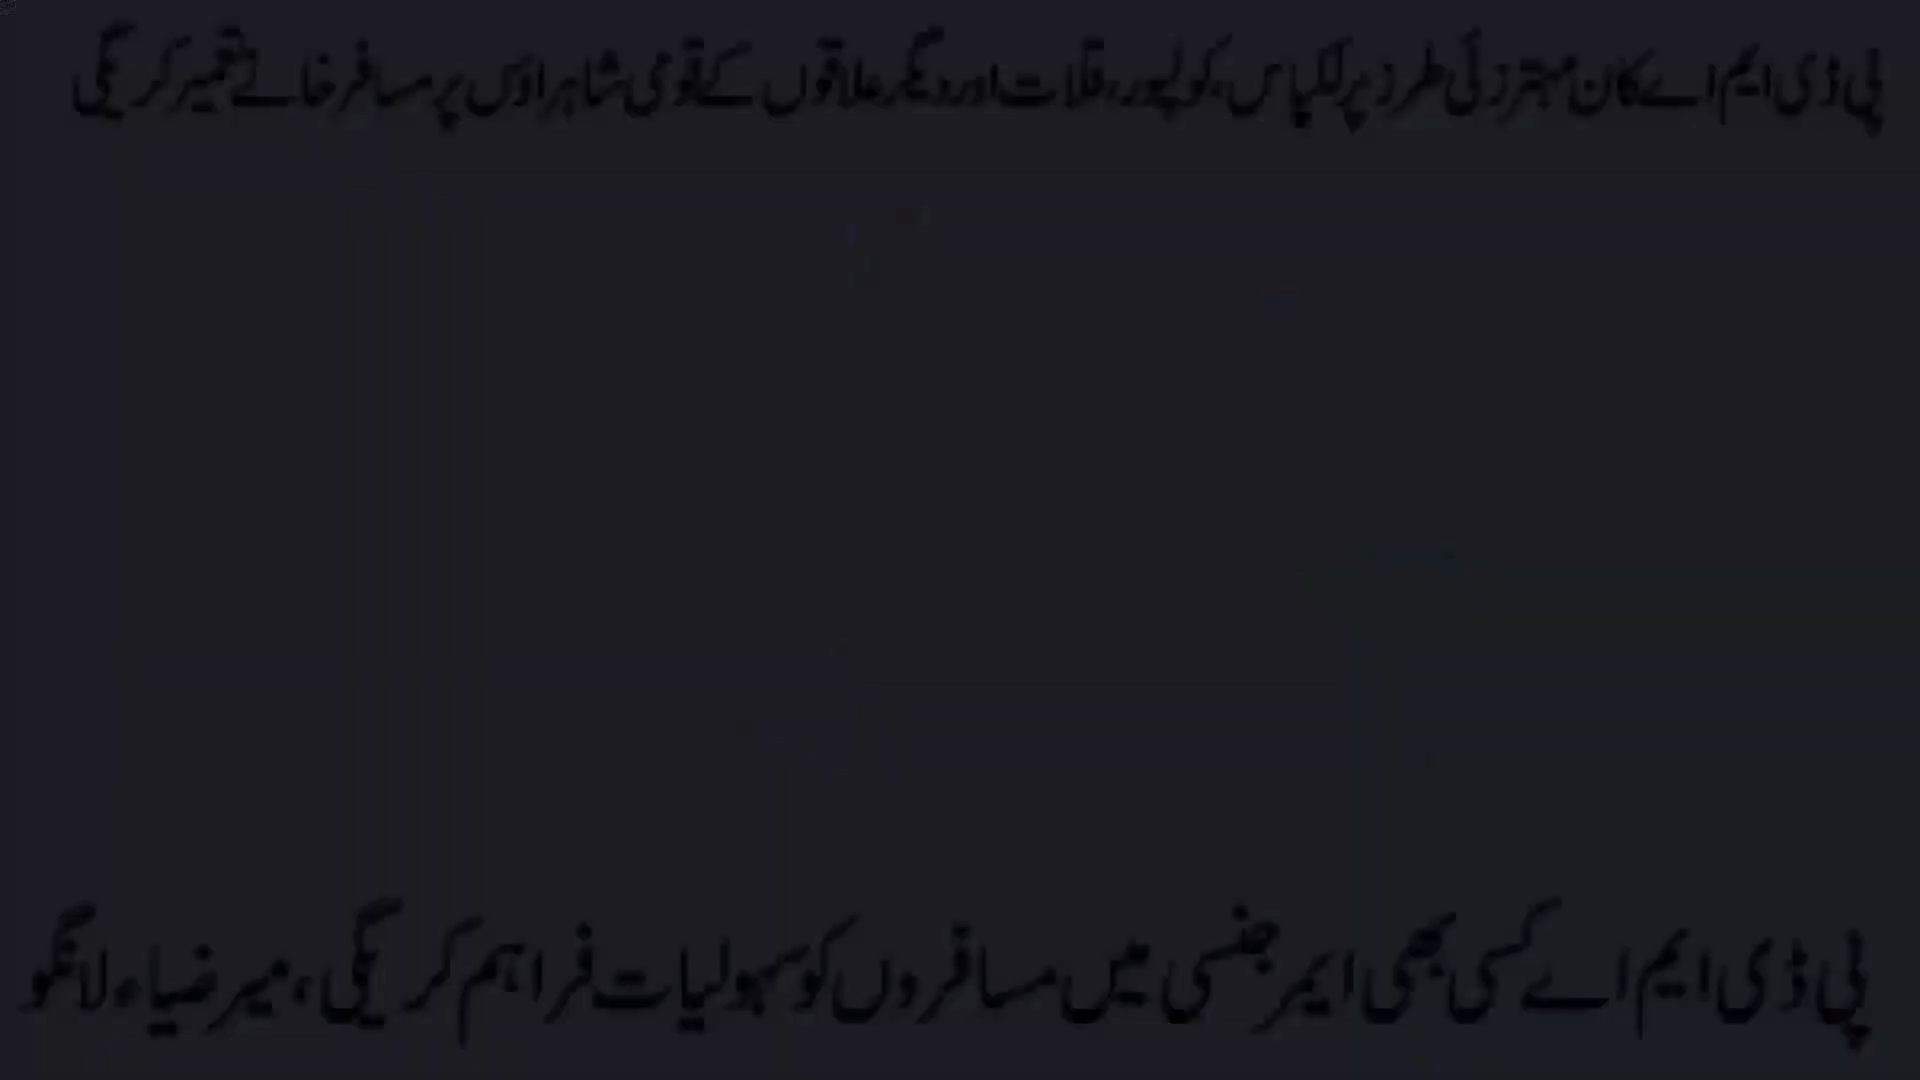 پی ڈی ایم اے کان مہترزئی طرز پر لکپاس، کولپور، قلات اور دیگر علاقوں کے قومی شاہراؤں پر مسافر خانے تعمیر کریگی
پی ڈی ایم اے کسی بھی ایمرجنسی میں مسافروں کو سہولیات فراہم کریگی، میر ضیاء لانگو